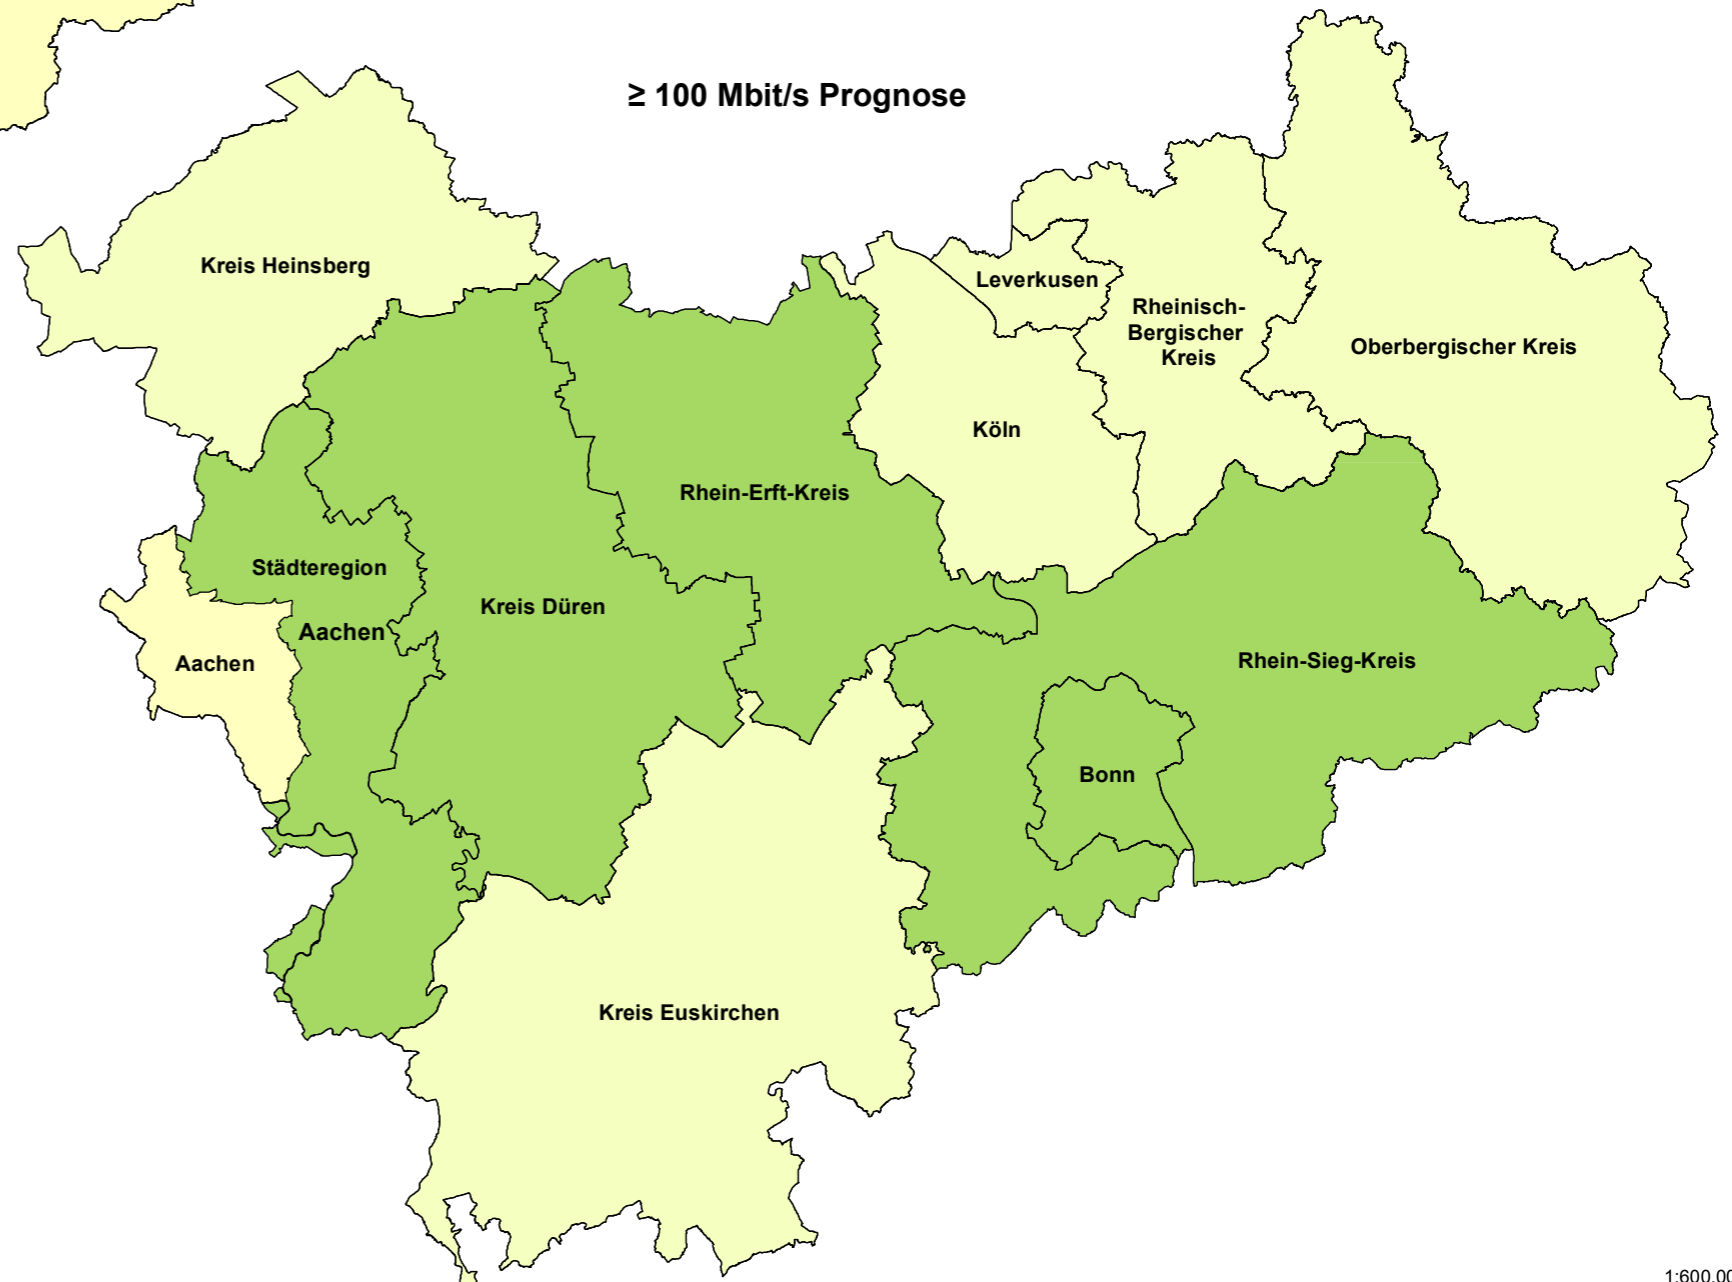 ≥ 100 Mbit/s Prognose
Kreis Heinsberg
Leverkusen
Rheinisch-
Bergischer
Kreis
Oberbergischer Kreis
Köln
Rhein-Erft-Kreis
Städteregion
Aachen
Kreis Düren
Aachen
Rhein-Sieg-Kreis
Bonn
Kreis Euskirchen